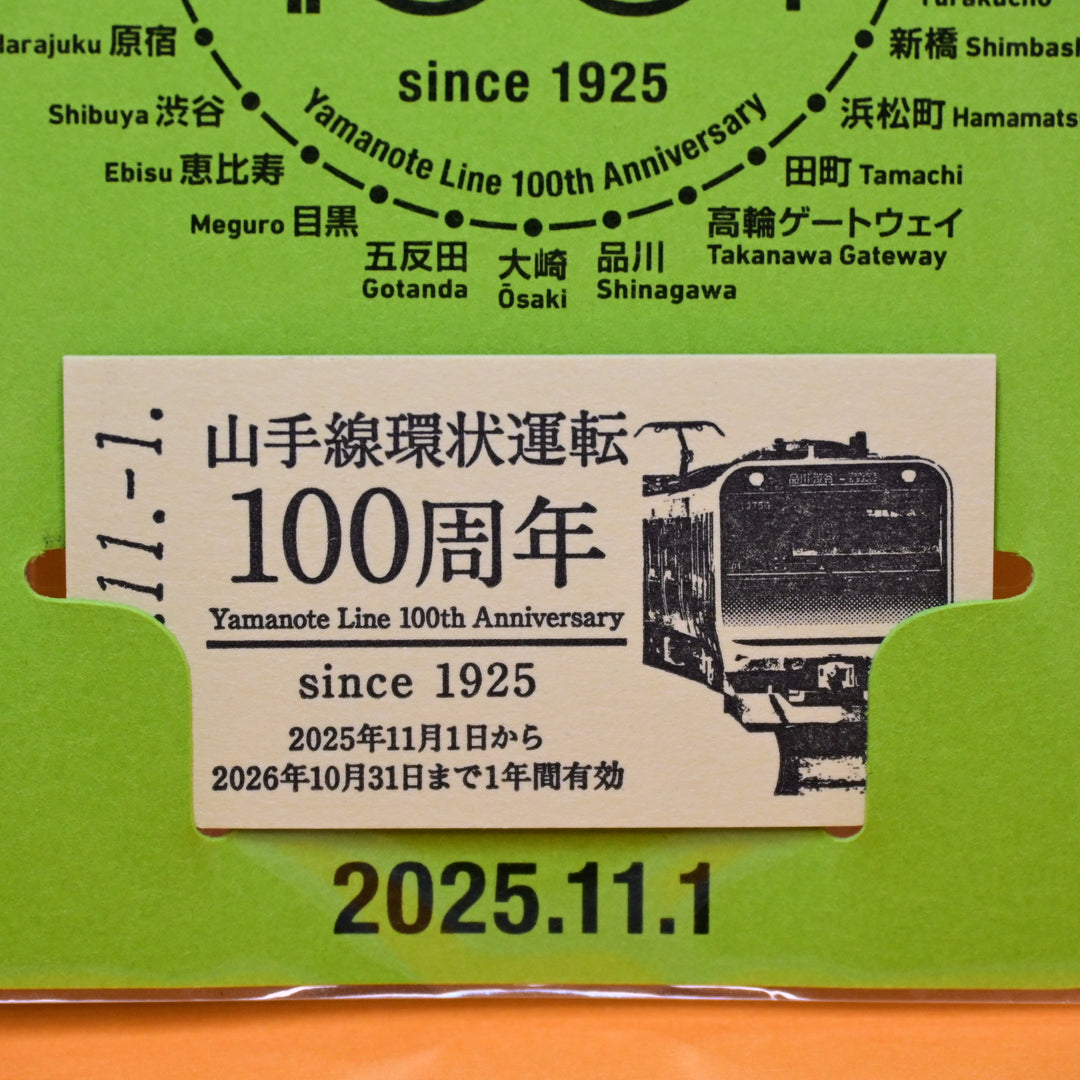 Harajuku 原宿
新橋 Shimbashi
since 1925
Shibuya 渋谷
浜松町 Hamamats
Yamanote Line 100th Anniversary
Ebisu 恵比寿
田町 Tamachi
Meguro 目黒
高輪ゲートウェイ
Takanawa Gateway
五反田
Gotanda
大崎
Ōsaki
品川
Shinagawa
.11.-1.
山手線環状運転
100周年
Yamanote Line 100th Anniversary
since 1925
2025年11月1日から
2026年10月31日まで1年間有効
2025.11.1